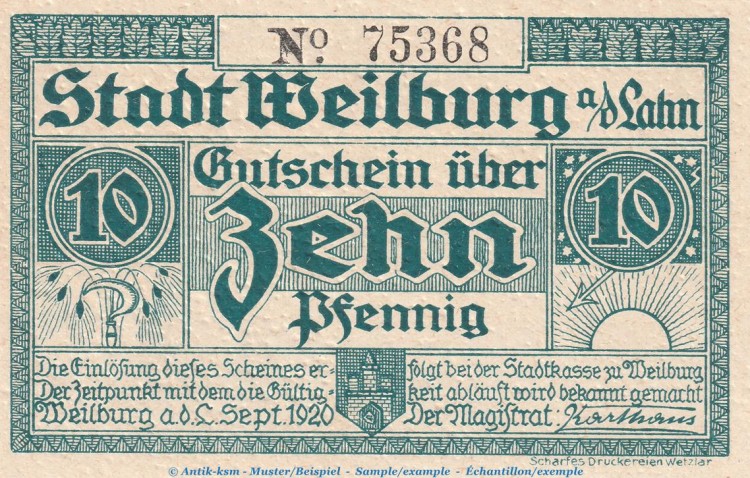 No. 75368
Stadt Weilburg a/d Lahn
10
Gutschein über
Zehn
Pfennig
10
Die Einlösung dieses Scheines er-
Der Zeitpunkt mit dem die Gültig-
Weilburg a.d.L. Sept. 1920
folgt bei der Stadtkasse zu Weilburg
keit abläuft wird bekannt gemacht
Der Magistrat: Karthaus
Scharfes Druckereien Wetzlar
© Antik-ksm - Muster/Beispiel - Sample/example - Échantillon/exemple